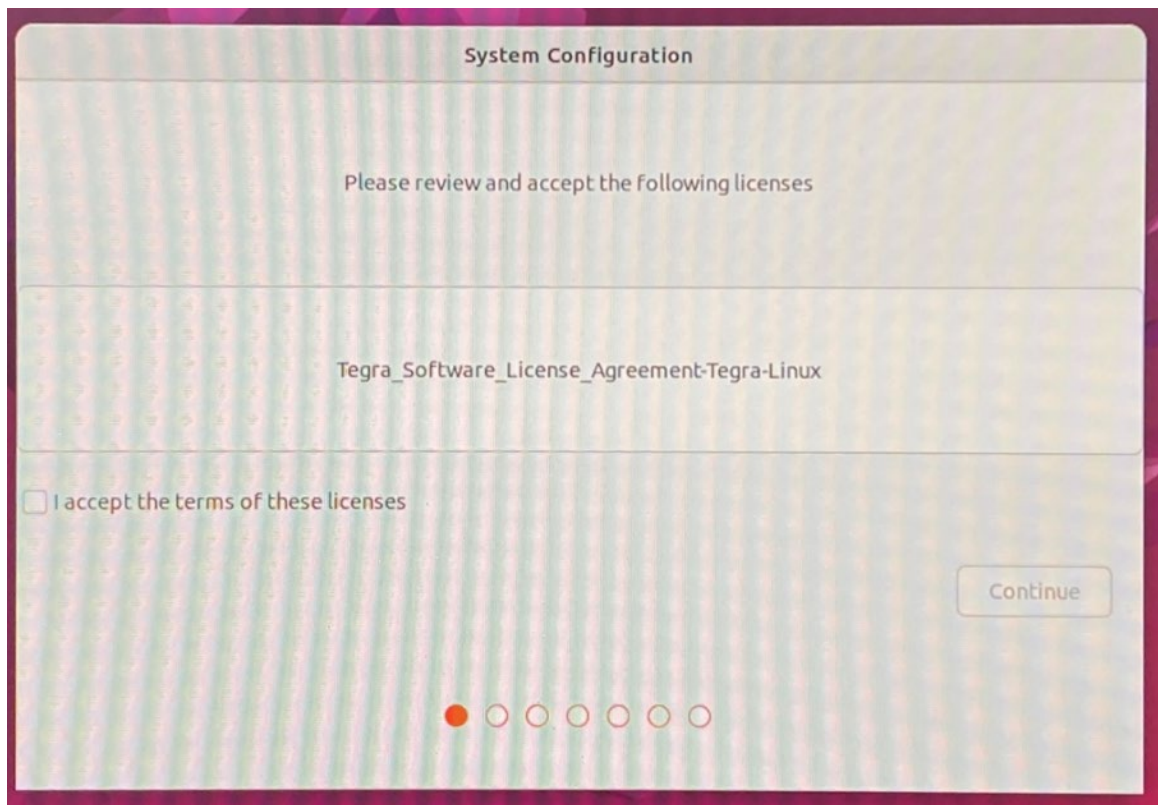 System Configuration
Please review and accept the following licenses
Tegra_Software_License_Agreement-Tegra-Linux
I accept the terms of these licenses
Continue